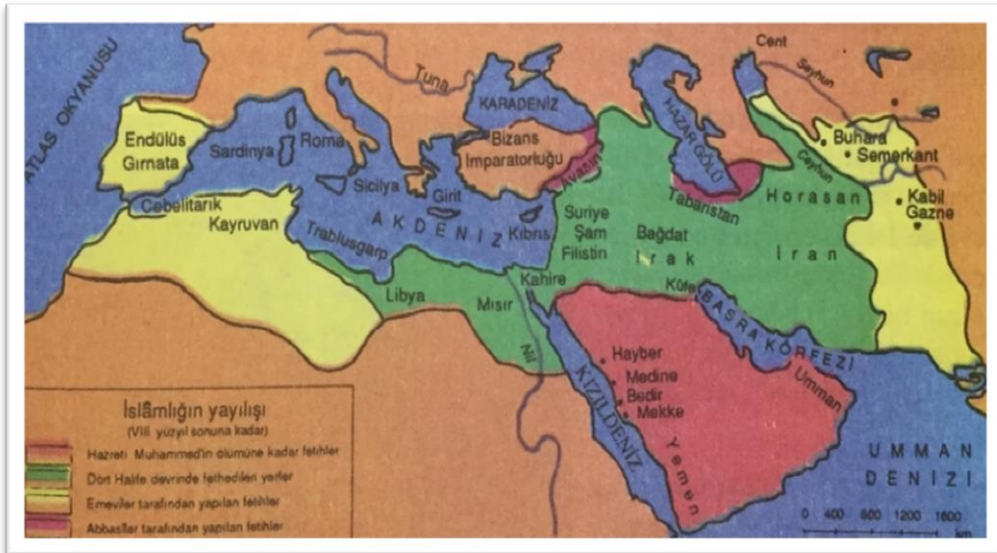 ATLAS OKYANUSU
Tuna
Cent
Seyhun
KARADENİZ
HAZAR GÖLÜ
Endülüs
Gırnata
Sardinya
Roma
Bizans
İmparatorluğu
Avasın
Buhara
Semerkant
Ceyhun
Cebelitarık
Kayruvan
Sicilya
Girit
AKDENİZ
Kıbrıs
Tabaristan
Horasan
Kabil
Gazne
Trablusgarp
Suriye
Şam
Filistin
Bağdat
Irak
İran
Libya
Mısır
Kahire
Küfe
BASRA KÖRFEZİ
Nil
KIZILDENİZ
Hayber
Medine
Bedir
Mekke
Yemen
Umman
UMMAN
DENİZİ
0 400 800 1200 1600
km
İslâmlığın yayılışı
(VIII. yüzyıl sonuna kadar)
Hazreti Muhammed'in ölümüne kadar fetihler
Dört Halife devrinde fethedilen yerler
Emeviler tarafından yapılan fetihler
Abbasiler tarafından yapılan fetihler